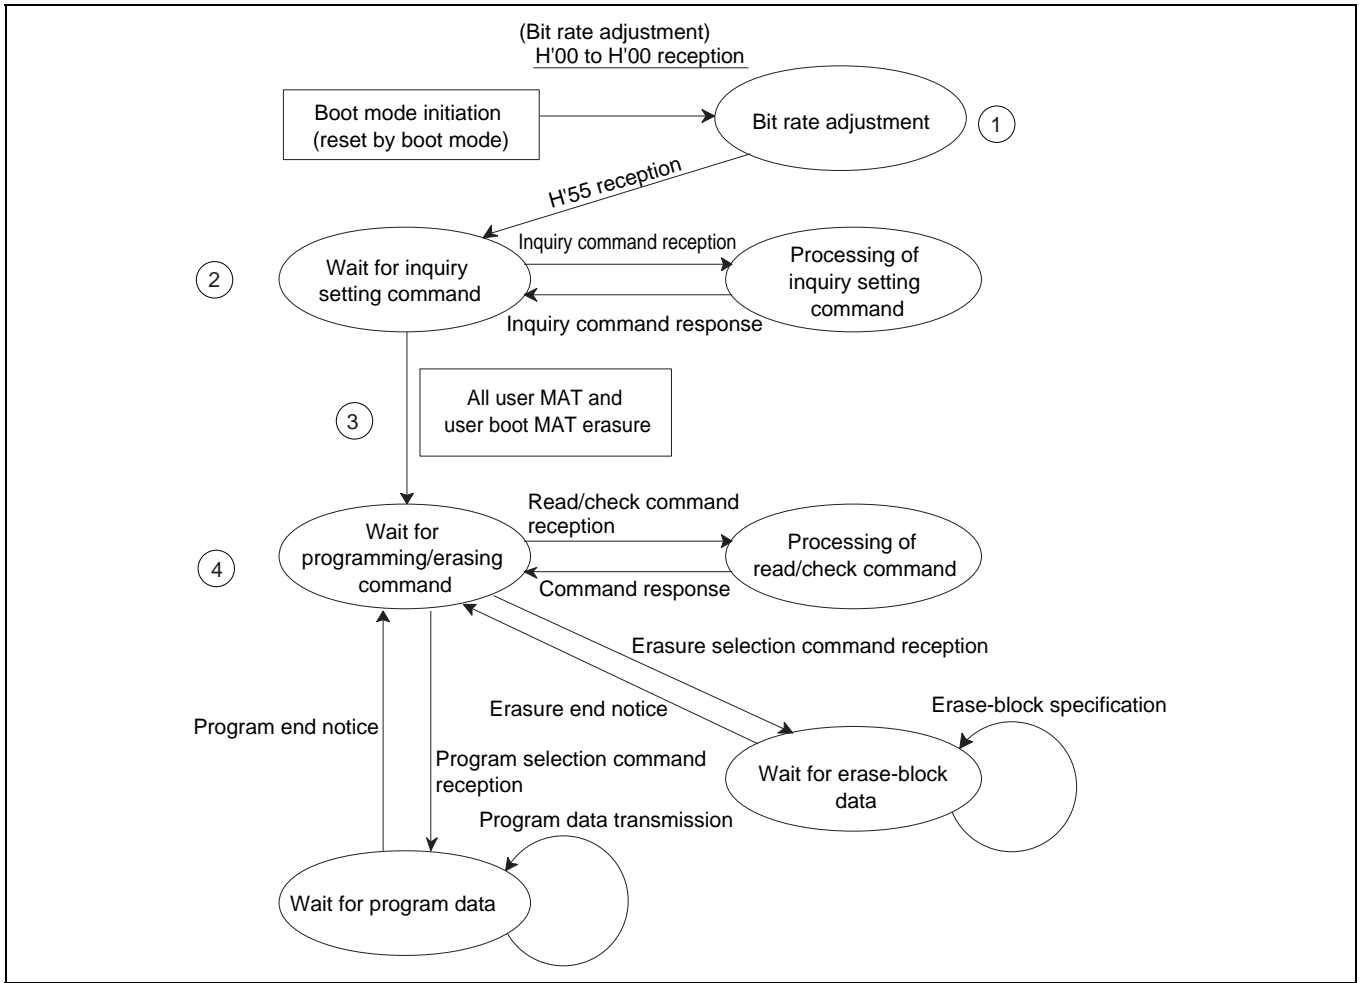 (Bit rate adjustment)
H'00 to H'00 reception
Boot mode initiation
(reset by boot mode)
Bit rate adjustment
1
H'55 reception
2
Wait for inquiry
setting command
Inquiry command reception
Processing of
inquiry setting
command
Inquiry command response
3
All user MAT and
user boot MAT erasure
4
Wait for
programming/erasing
command
Read/check command
reception
Processing of
read/check command
Command response
Erasure selection command reception
Erasure end notice
Erase-block specification
Program end notice
Program selection command
reception
Wait for erase-block
data
Program data transmission
Wait for program data